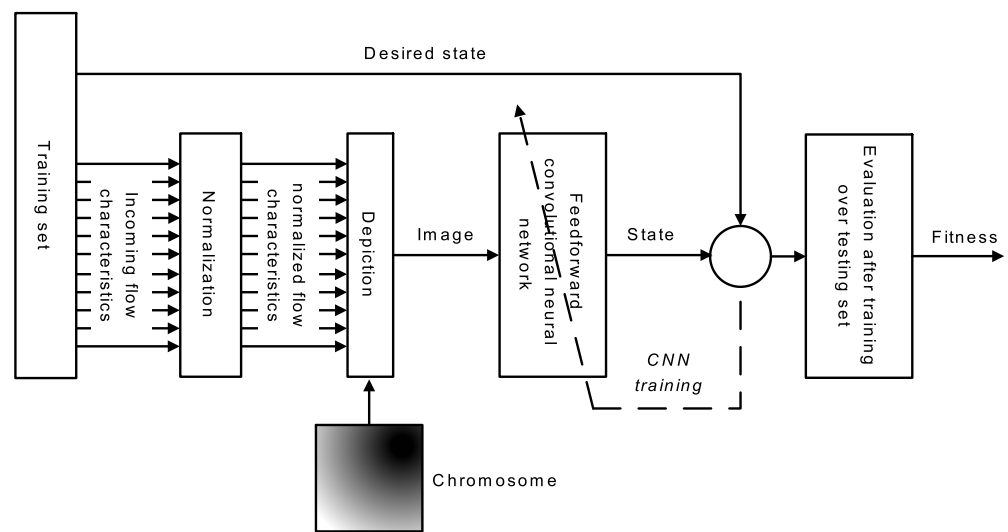 Desired state
Training set
Incoming flow
characteristics
Normalization
normalized flow
characteristics
Depiction
Image
Feedforward
convolutional neural
network
State
CNN
training
Evaluation after training
over testing set
Fitness
Chromosome